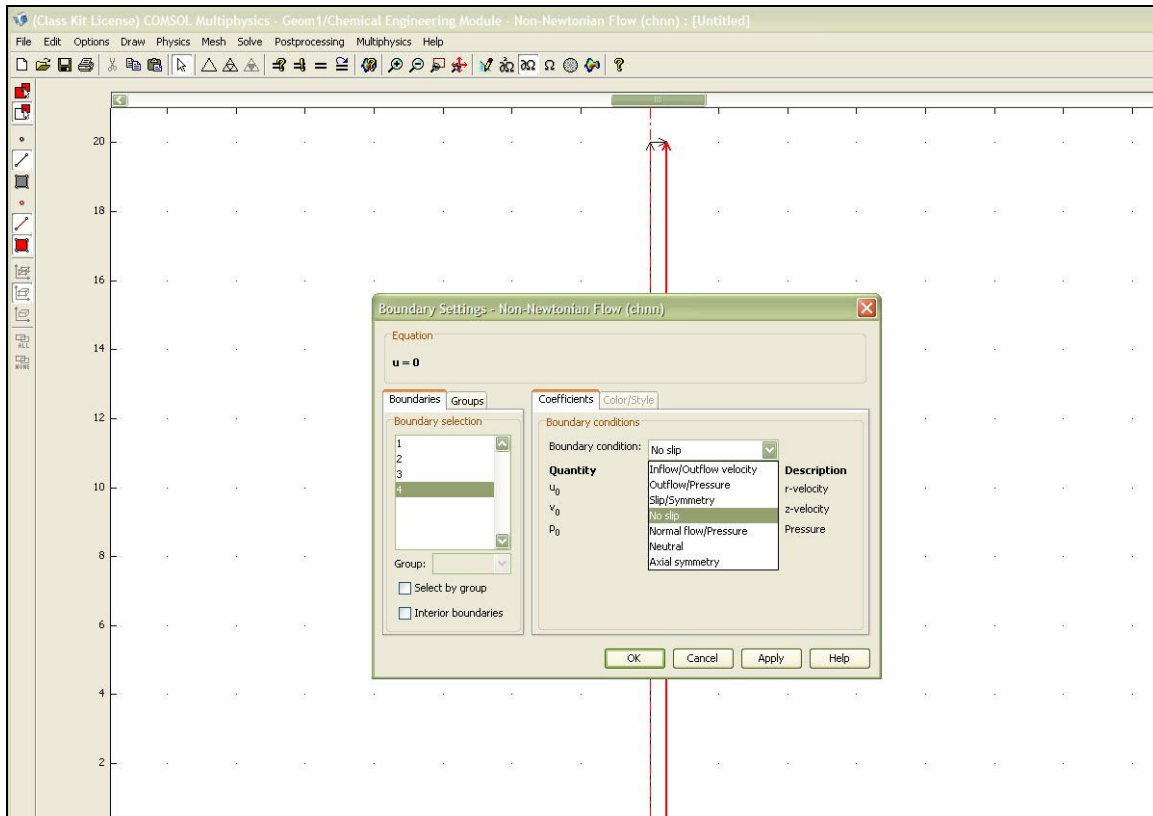 (Class Kit License) COMSOL Multiphysics - Geom1/Chemical Engineering Module - Non-Newtonian Flow (chnn) : [Untitled]
File Edit Options Draw Physics Mesh Solve Postprocessing Multiphysics Help
∂Ω Ω ?
20
18
16
Boundary Settings - Non-Newtonian Flow (chnn)
Equation
u = 0
14
ALL
NONE
Boundaries Groups
Coefficients Color/Style
12
Boundary selection
1
2
3
4
Boundary conditions
Boundary condition: No slip
Quantity Description
Inflow/Outflow velocity
Outflow/Pressure
Slip/Symmetry
No slip
Normal flow/Pressure
Neutral
Axial symmetry
u0 r-velocity
v0 z-velocity
p0 Pressure
10
8
Group:
Select by group
Interior boundaries
6
OK Cancel Apply Help
4
2